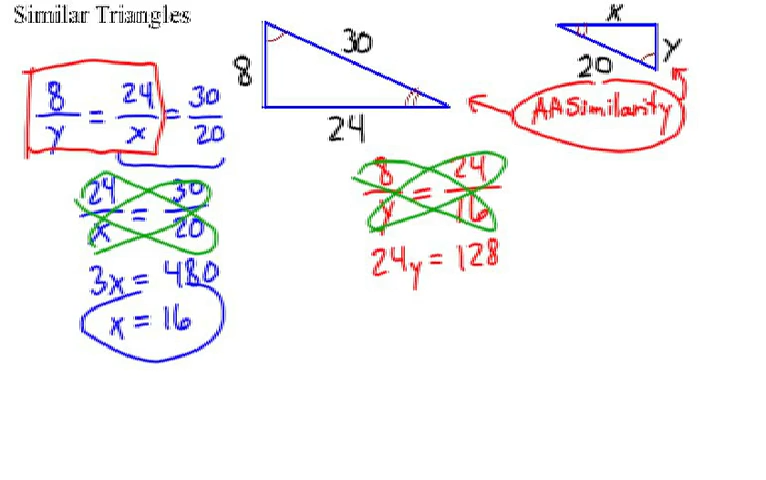 Similar Triangles
8
30
24
x
20
y
AA Similarity
8/y = 24/x = 30/20
24/x = 30/20
3x = 480
x = 16
8/y = 24/16
24y = 128